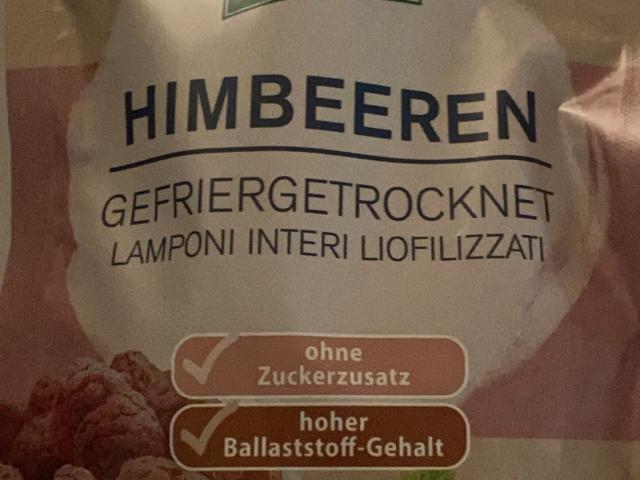 HIMBEEREN
GEFRIERGETROCKNET
LAMPONI INTERI LIOFILIZZATI
ohne
Zuckerzusatz
hoher
Ballaststoff-Gehalt